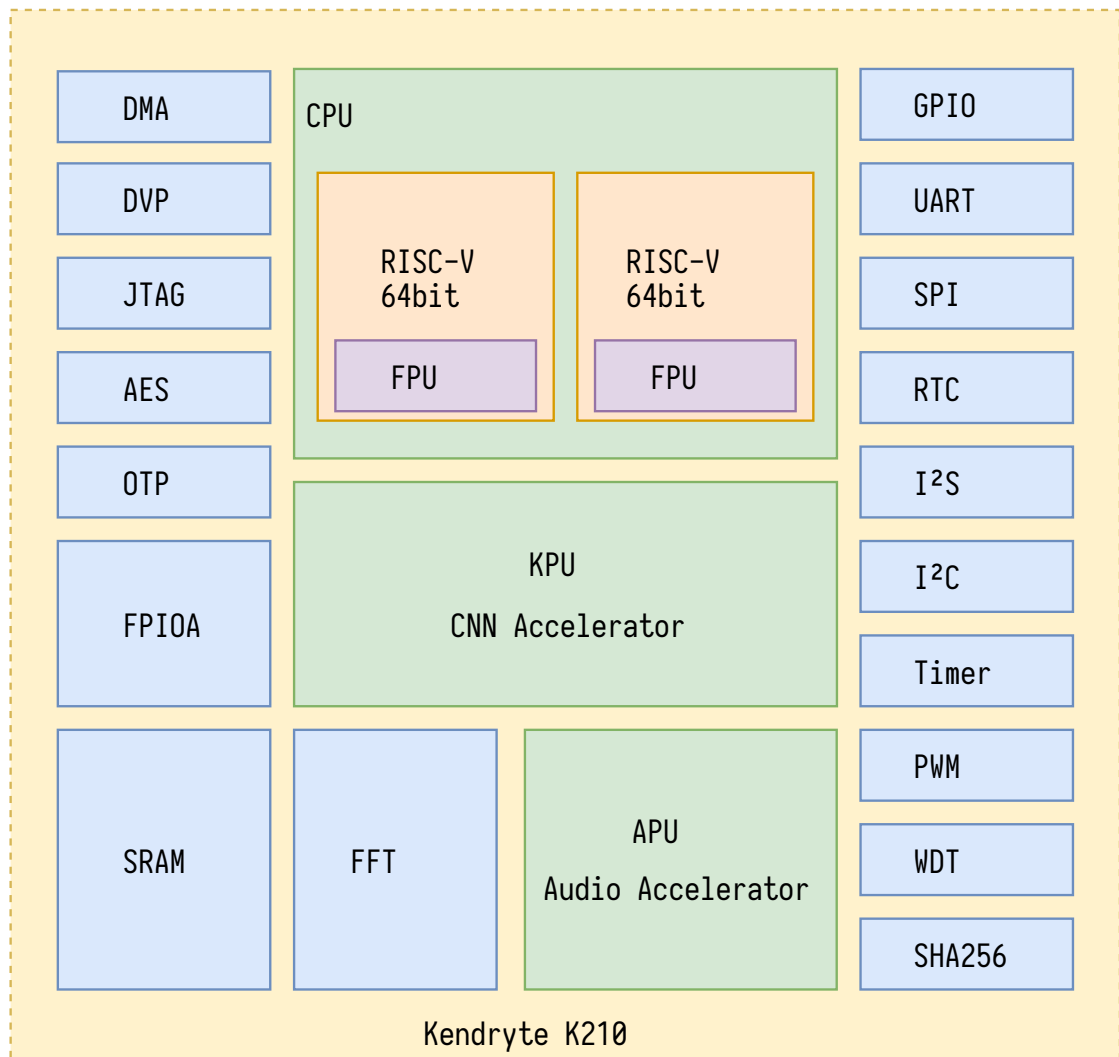 DMA
DVP
JTAG
AES
OTP
FPIOA
SRAM
CPU
RISC-V
64bit
FPU
RISC-V
64bit
FPU
KPU
CNN Accelerator
FFT
APU
Audio Accelerator
GPIO
UART
SPI
RTC
I²S
I²C
Timer
PWM
WDT
SHA256
Kendryte K210